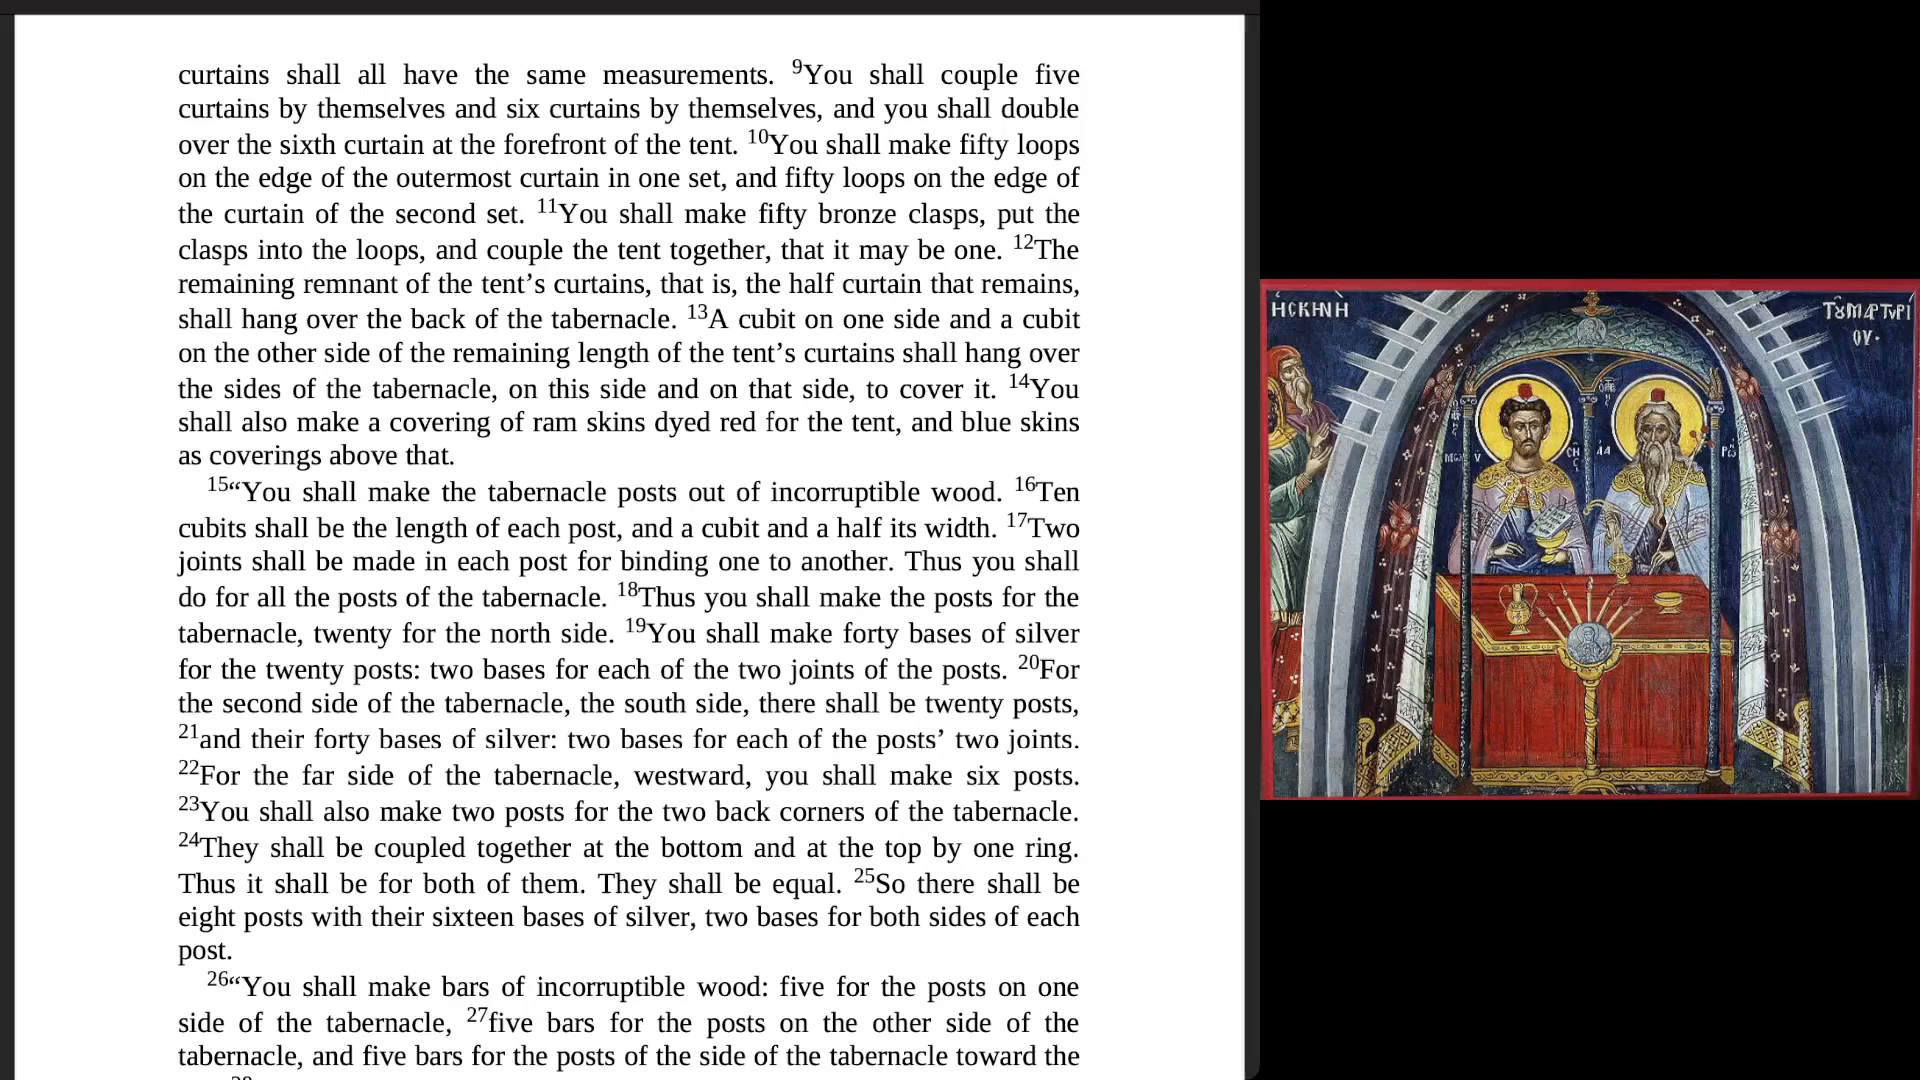 curtains shall all have the same measurements. 9You shall couple five
curtains by themselves and six curtains by themselves, and you shall double
over the sixth curtain at the forefront of the tent. 10You shall make fifty loops
on the edge of the outermost curtain in one set, and fifty loops on the edge of
the curtain of the second set. 11You shall make fifty bronze clasps, put the
clasps into the loops, and couple the tent together, that it may be one. 12The
remaining remnant of the tent’s curtains, that is, the half curtain that remains,
shall hang over the back of the tabernacle. 13A cubit on one side and a cubit
on the other side of the remaining length of the tent’s curtains shall hang over
the sides of the tabernacle, on this side and on that side, to cover it. 14You
shall also make a covering of ram skins dyed red for the tent, and blue skins
as coverings above that.
15“You shall make the tabernacle posts out of incorruptible wood. 16Ten
cubits shall be the length of each post, and a cubit and a half its width. 17Two
joints shall be made in each post for binding one to another. Thus you shall
do for all the posts of the tabernacle. 18Thus you shall make the posts for the
tabernacle, twenty for the north side. 19You shall make forty bases of silver
for the twenty posts: two bases for each of the two joints of the posts. 20For
the second side of the tabernacle, the south side, there shall be twenty posts,
21and their forty bases of silver: two bases for each of the posts’ two joints.
22For the far side of the tabernacle, westward, you shall make six posts.
23You shall also make two posts for the two back corners of the tabernacle.
24They shall be coupled together at the bottom and at the top by one ring.
Thus it shall be for both of them. They shall be equal. 25So there shall be
eight posts with their sixteen bases of silver, two bases for both sides of each
post.
26“You shall make bars of incorruptible wood: five for the posts on one
side of the tabernacle, 27five bars for the posts on the other side of the
tabernacle, and five bars for the posts of the side of the tabernacle toward the
ἩCΚΗΝῊ
ΤȢ͂ΜΑΡΤΥΡΙ
ΟΥ·